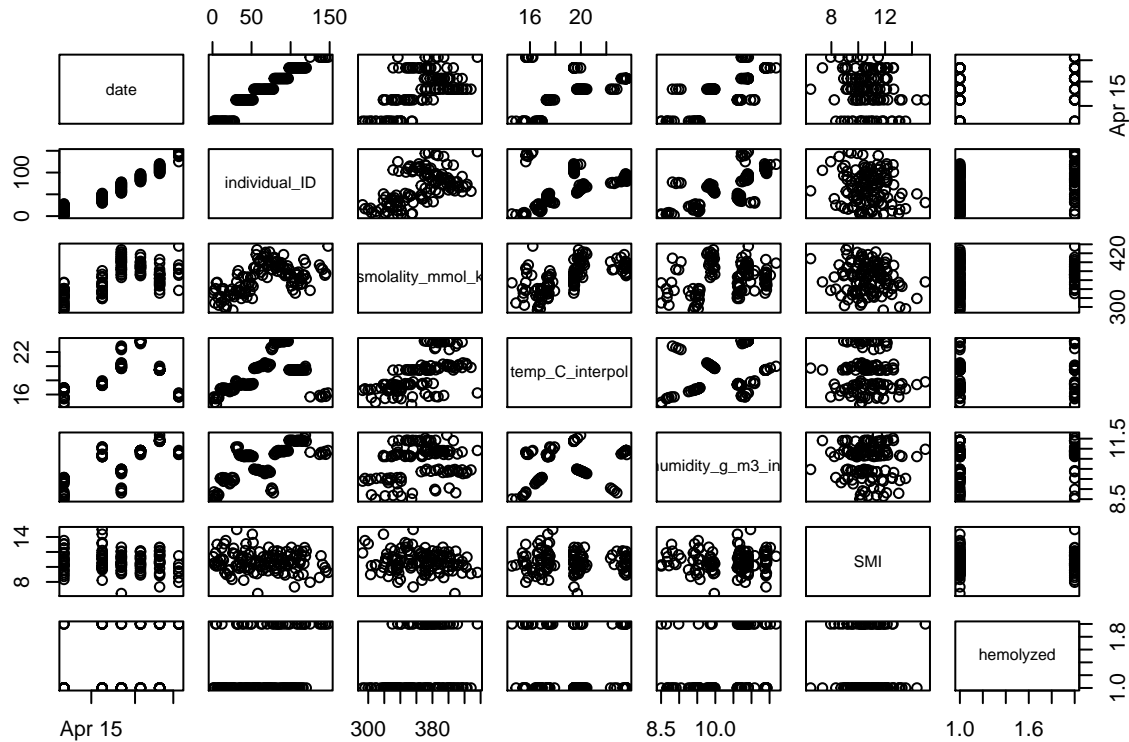 0 50 150 16 20 8 12
date
Apr 15
0 100
individual_ID
smolality_mmol_k
300 420
16 22
temp_C_interpol
humidity_g_m3_in
8.5 11.5
8 14
SMI
hemolyzed
1.0 1.8
Apr 15 300 380 8.5 10.0 1.0 1.6